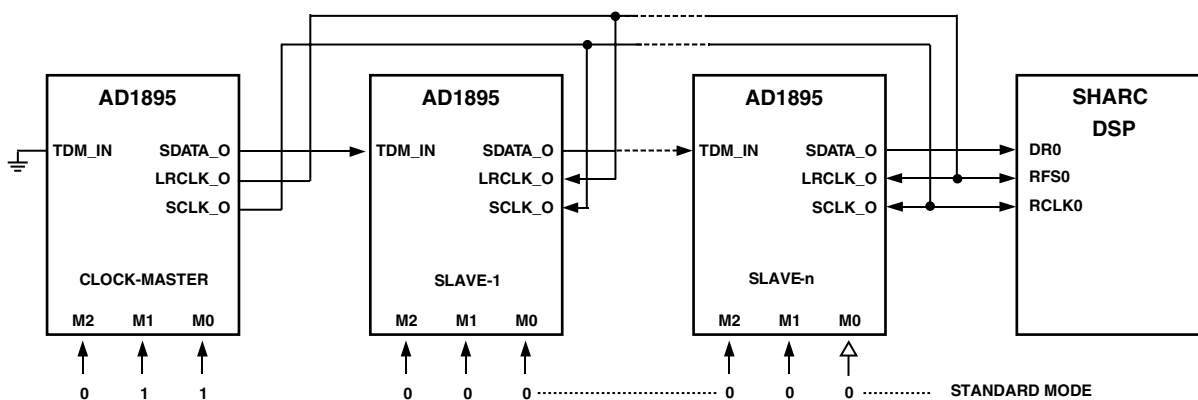 AD1895
TDM_IN SDATA_O
LRCLK_O
SCLK_O
CLOCK-MASTER
M2 M1 M0
0 1 1
AD1895
TDM_IN SDATA_O
LRCLK_O
SCLK_O
SLAVE-1
M2 M1 M0
0 0 0
AD1895
TDM_IN SDATA_O
LRCLK_O
SCLK_O
SLAVE-n
M2 M1 M0
0 0 0
STANDARD MODE
SHARC
DSP
DR0
RFS0
RCLK0